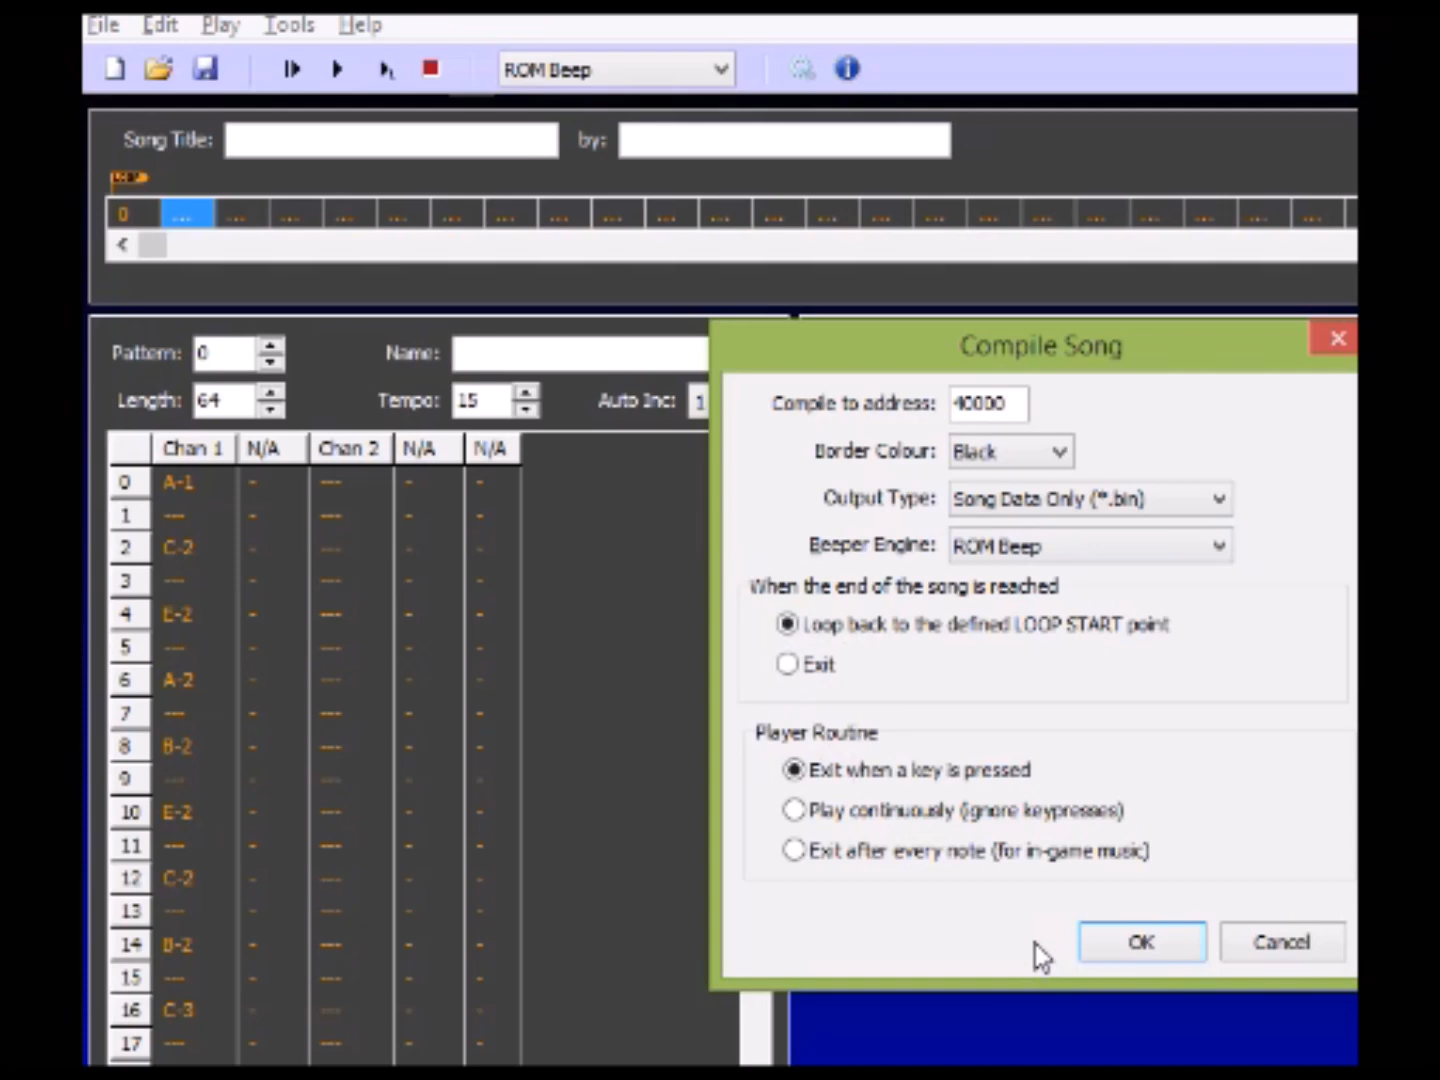 File Edit Play Tools Help
ROM Beep
Song Title: by:
LOOP
0 ... ... ... ... ... ... ... ... ... ... ... ... ... ... ... ... ... ... ... ... ... ...
Pattern: 0 Name:
Length: 64 Tempo: 15 Auto Inc: 1
Chan 1 N/A Chan 2 N/A N/A
0 A-1 - --- - -
1 --- - --- - -
2 C-2 - --- - -
3 --- - --- - -
4 E-2 - --- - -
5 --- - --- - -
6 A-2 - --- - -
7 --- - --- - -
8 B-2 - --- - -
9 --- - --- - -
10 E-2 - --- - -
11 --- - --- - -
12 C-2 - --- - -
13 --- - --- - -
14 B-2 - --- - -
15 --- - --- - -
16 C-3 - --- - -
17 --- - --- - -
Compile Song
Compile to address: 40000
Border Colour: Black
Output Type: Song Data Only (*.bin)
Beeper Engine: ROM Beep
When the end of the song is reached
Loop back to the defined LOOP START point
Exit
Player Routine
Exit when a key is pressed
Play continuously (ignore keypresses)
Exit after every note (for in-game music)
OK Cancel